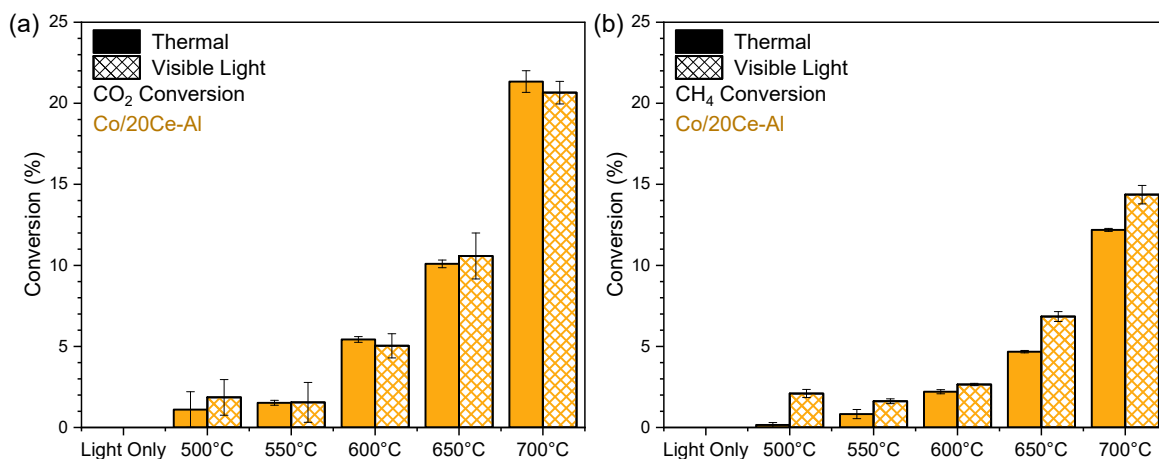 (a)
Thermal
Visible Light
CO₂ Conversion
Co/20Ce-Al
Conversion (%)
25
20
15
10
5
0
Light Only 500°C 550°C 600°C 650°C 700°C
(b)
Thermal
Visible Light
CH₄ Conversion
Co/20Ce-Al
Conversion (%)
25
20
15
10
5
0
Light Only 500°C 550°C 600°C 650°C 700°C